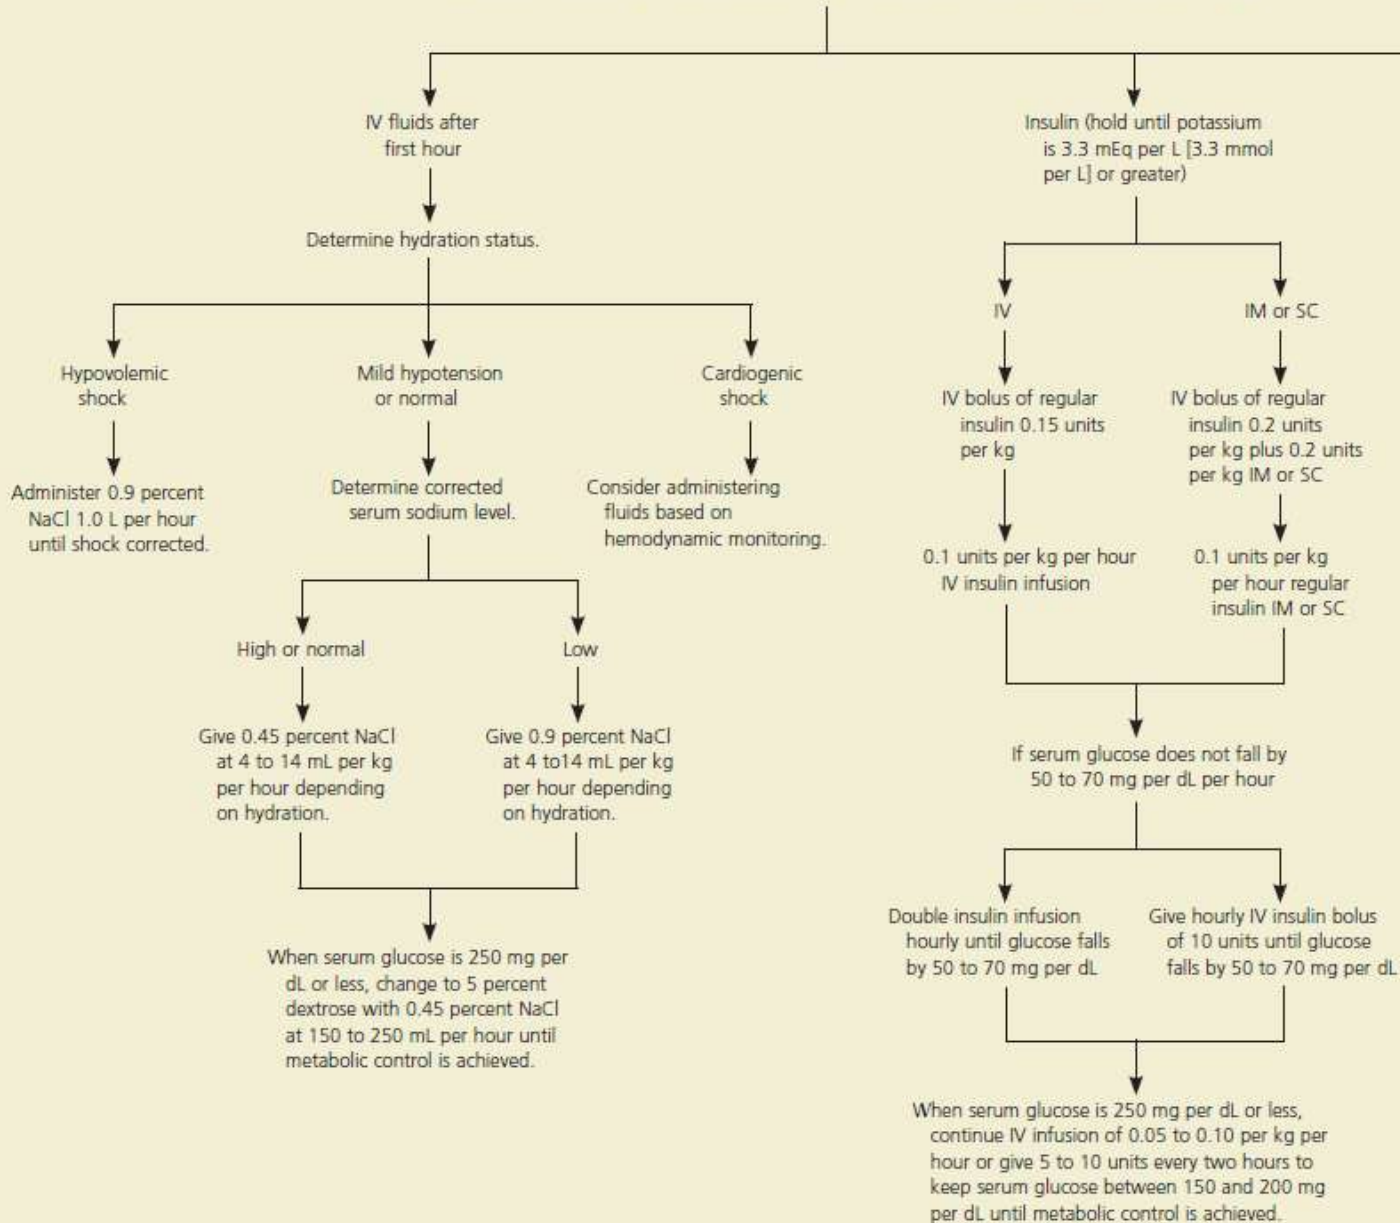 IV fluids after
first hour
Determine hydration status.
Hypovolemic
shock
Administer 0.9 percent
NaCl 1.0 L per hour
until shock corrected.
Mild hypotension
or normal
Determine corrected
serum sodium level.
Cardiogenic
shock
Consider administering
fluids based on
hemodynamic monitoring.
High or normal
Give 0.45 percent NaCl
at 4 to 14 mL per kg
per hour depending
on hydration.
Low
Give 0.9 percent NaCl
at 4 to14 mL per kg
per hour depending
on hydration.
When serum glucose is 250 mg per
dL or less, change to 5 percent
dextrose with 0.45 percent NaCl
at 150 to 250 mL per hour until
metabolic control is achieved.
Insulin (hold until potassium
is 3.3 mEq per L [3.3 mmol
per L] or greater)
IV
IV bolus of regular
insulin 0.15 units
per kg
0.1 units per kg per hour
IV insulin infusion
IM or SC
IV bolus of regular
insulin 0.2 units
per kg plus 0.2 units
per kg IM or SC
0.1 units per kg
per hour regular
insulin IM or SC
If serum glucose does not fall by
50 to 70 mg per dL per hour
Double insulin infusion
hourly until glucose falls
by 50 to 70 mg per dL
Give hourly IV insulin bolus
of 10 units until glucose
falls by 50 to 70 mg per dL
When serum glucose is 250 mg per dL or less,
continue IV infusion of 0.05 to 0.10 per kg per
hour or give 5 to 10 units every two hours to
keep serum glucose between 150 and 200 mg
per dL until metabolic control is achieved.